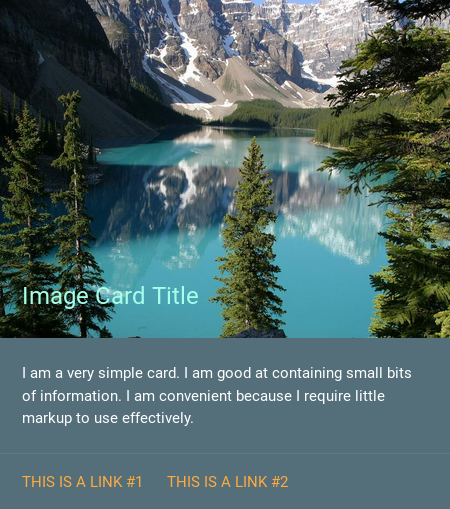 Image Card Title
I am a very simple card. I am good at containing small bits
of information. I am convenient because I require little
markup to use effectively.
THIS IS A LINK #1 THIS IS A LINK #2